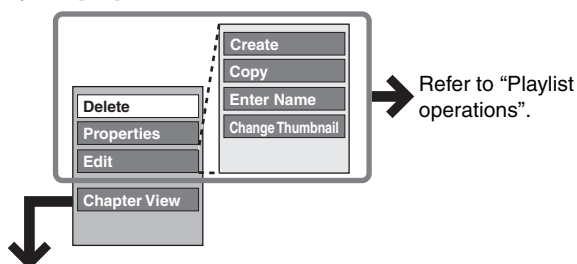 Delete
Properties
Edit
Chapter View
Create
Copy
Enter Name
Change Thumbnail
Refer to “Playlist
operations”.